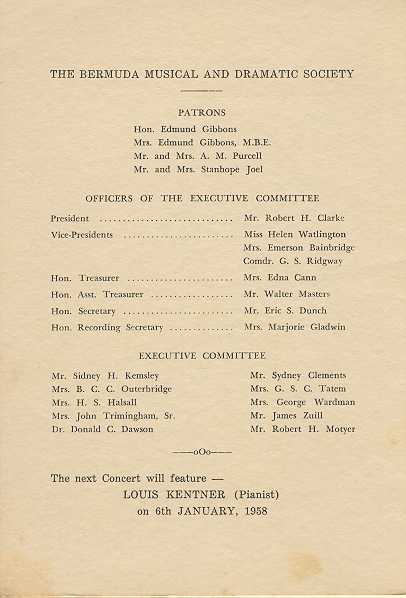 THE BERMUDA MUSICAL AND DRAMATIC SOCIETY
PATRONS
Hon. Edmund Gibbons
Mrs. Edmund Gibbons, M.B.E.
Mr. and Mrs. A. M. Purcell
Mr. and Mrs. Stanhope Joel
OFFICERS OF THE EXECUTIVE COMMITTEE
President ........................... Mr. Robert H. Clarke
Vice-Presidents ...................... Miss Helen Watlington
Mrs. Emerson Bainbridge
Comdr. G. S. Ridgway
Hon. Treasurer ..................... Mrs. Edna Cann
Hon. Asst. Treasurer ................. Mr. Walter Masters
Hon. Secretary ...................... Mr. Eric S. Dunch
Hon. Recording Secretary ............. Mrs. Marjorie Gladwin
EXECUTIVE COMMITTEE
Mr. Sidney H. Kemsley Mr. Sydney Clements
Mrs. B. C. C. Outerbridge Mrs. G. S. C. Tatem
Mrs. H. S. Halsall Mrs. George Wardman
Mrs. John Trimingham, Sr. Mr. James Zuill
Dr. Donald C. Dawson Mr. Robert H. Motyer
——oOo——
The next Concert will feature —
LOUIS KENTNER (Pianist)
on 6th JANUARY, 1958